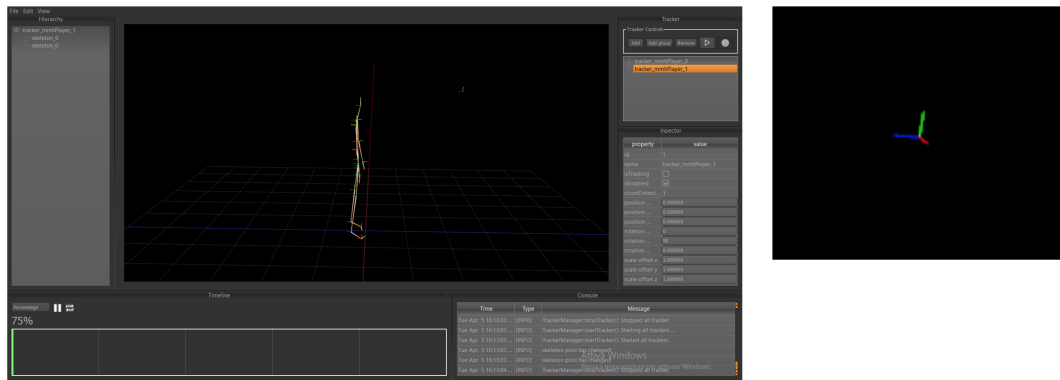 File Edit View
Hierarchy
tracker_mmhPlayer_1
skeleton_0
skeleton_0
Tracker
Tracker Controls
Add Add group Remove
tracker_mmhPlayer_0
tracker_mmhPlayer_1
Inspector
property value
id 1
name tracker_mmhPlayer_1
isTracking
isEnabled
countDetect... 1
position ... 0.000000
position ... 0.000000
position ... 0.000000
rotation ... 0
rotation ... 90
rotation ... 0.000000
scale offset x 1.000000
scale offset y 1.000000
scale offset z 1.000000
Timeline
Percentage
75%
Console
Time Type Message
Tue Apr 5 16:13:03 ... [INFO] TrackerManager::stopTracker(): Stopped all tracker
Tue Apr 5 16:13:03 ... [INFO] TrackerManager::startTracker(): Starting all trackers ...
Tue Apr 5 16:13:03 ... [INFO] TrackerManager::startTracker(): Started all trackers.
Tue Apr 5 16:13:03 ... [INFO] skeleton pool has changed!
Tue Apr 5 16:13:03 ... [INFO] skeleton pool has changed!
Tue Apr 5 16:13:04 ... [INFO] TrackerManager::stopTracker(): Stopped all tracker
Attiva Windows
attivare Windows.